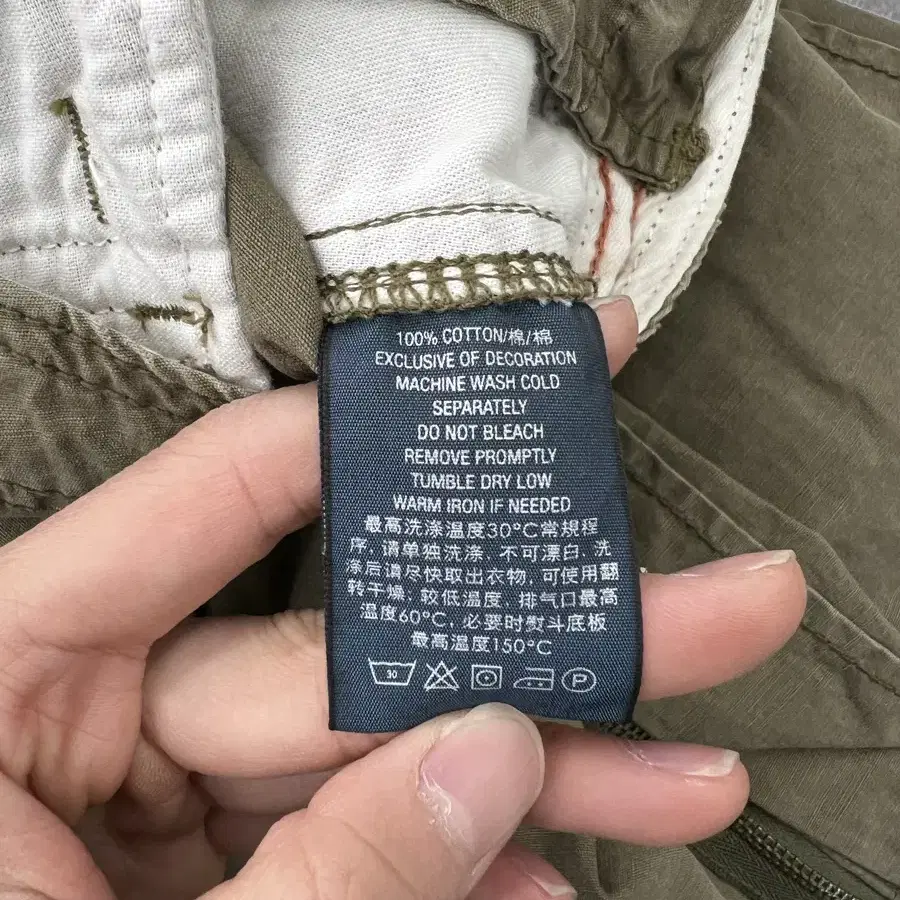 100% COTTON/棉/棉
EXCLUSIVE OF DECORATION
MACHINE WASH COLD
SEPARATELY
DO NOT BLEACH
REMOVE PROMPTLY
TUMBLE DRY LOW
WARM IRON IF NEEDED
最高洗涤温度30°C常规程
序, 请单独洗涤, 不可漂白, 洗
涤后请尽快取出衣物, 可使用翻
转干燥, 较低温度, 排气口最高
温度60°C, 必要时熨斗底板
最高温度150°C
30 P